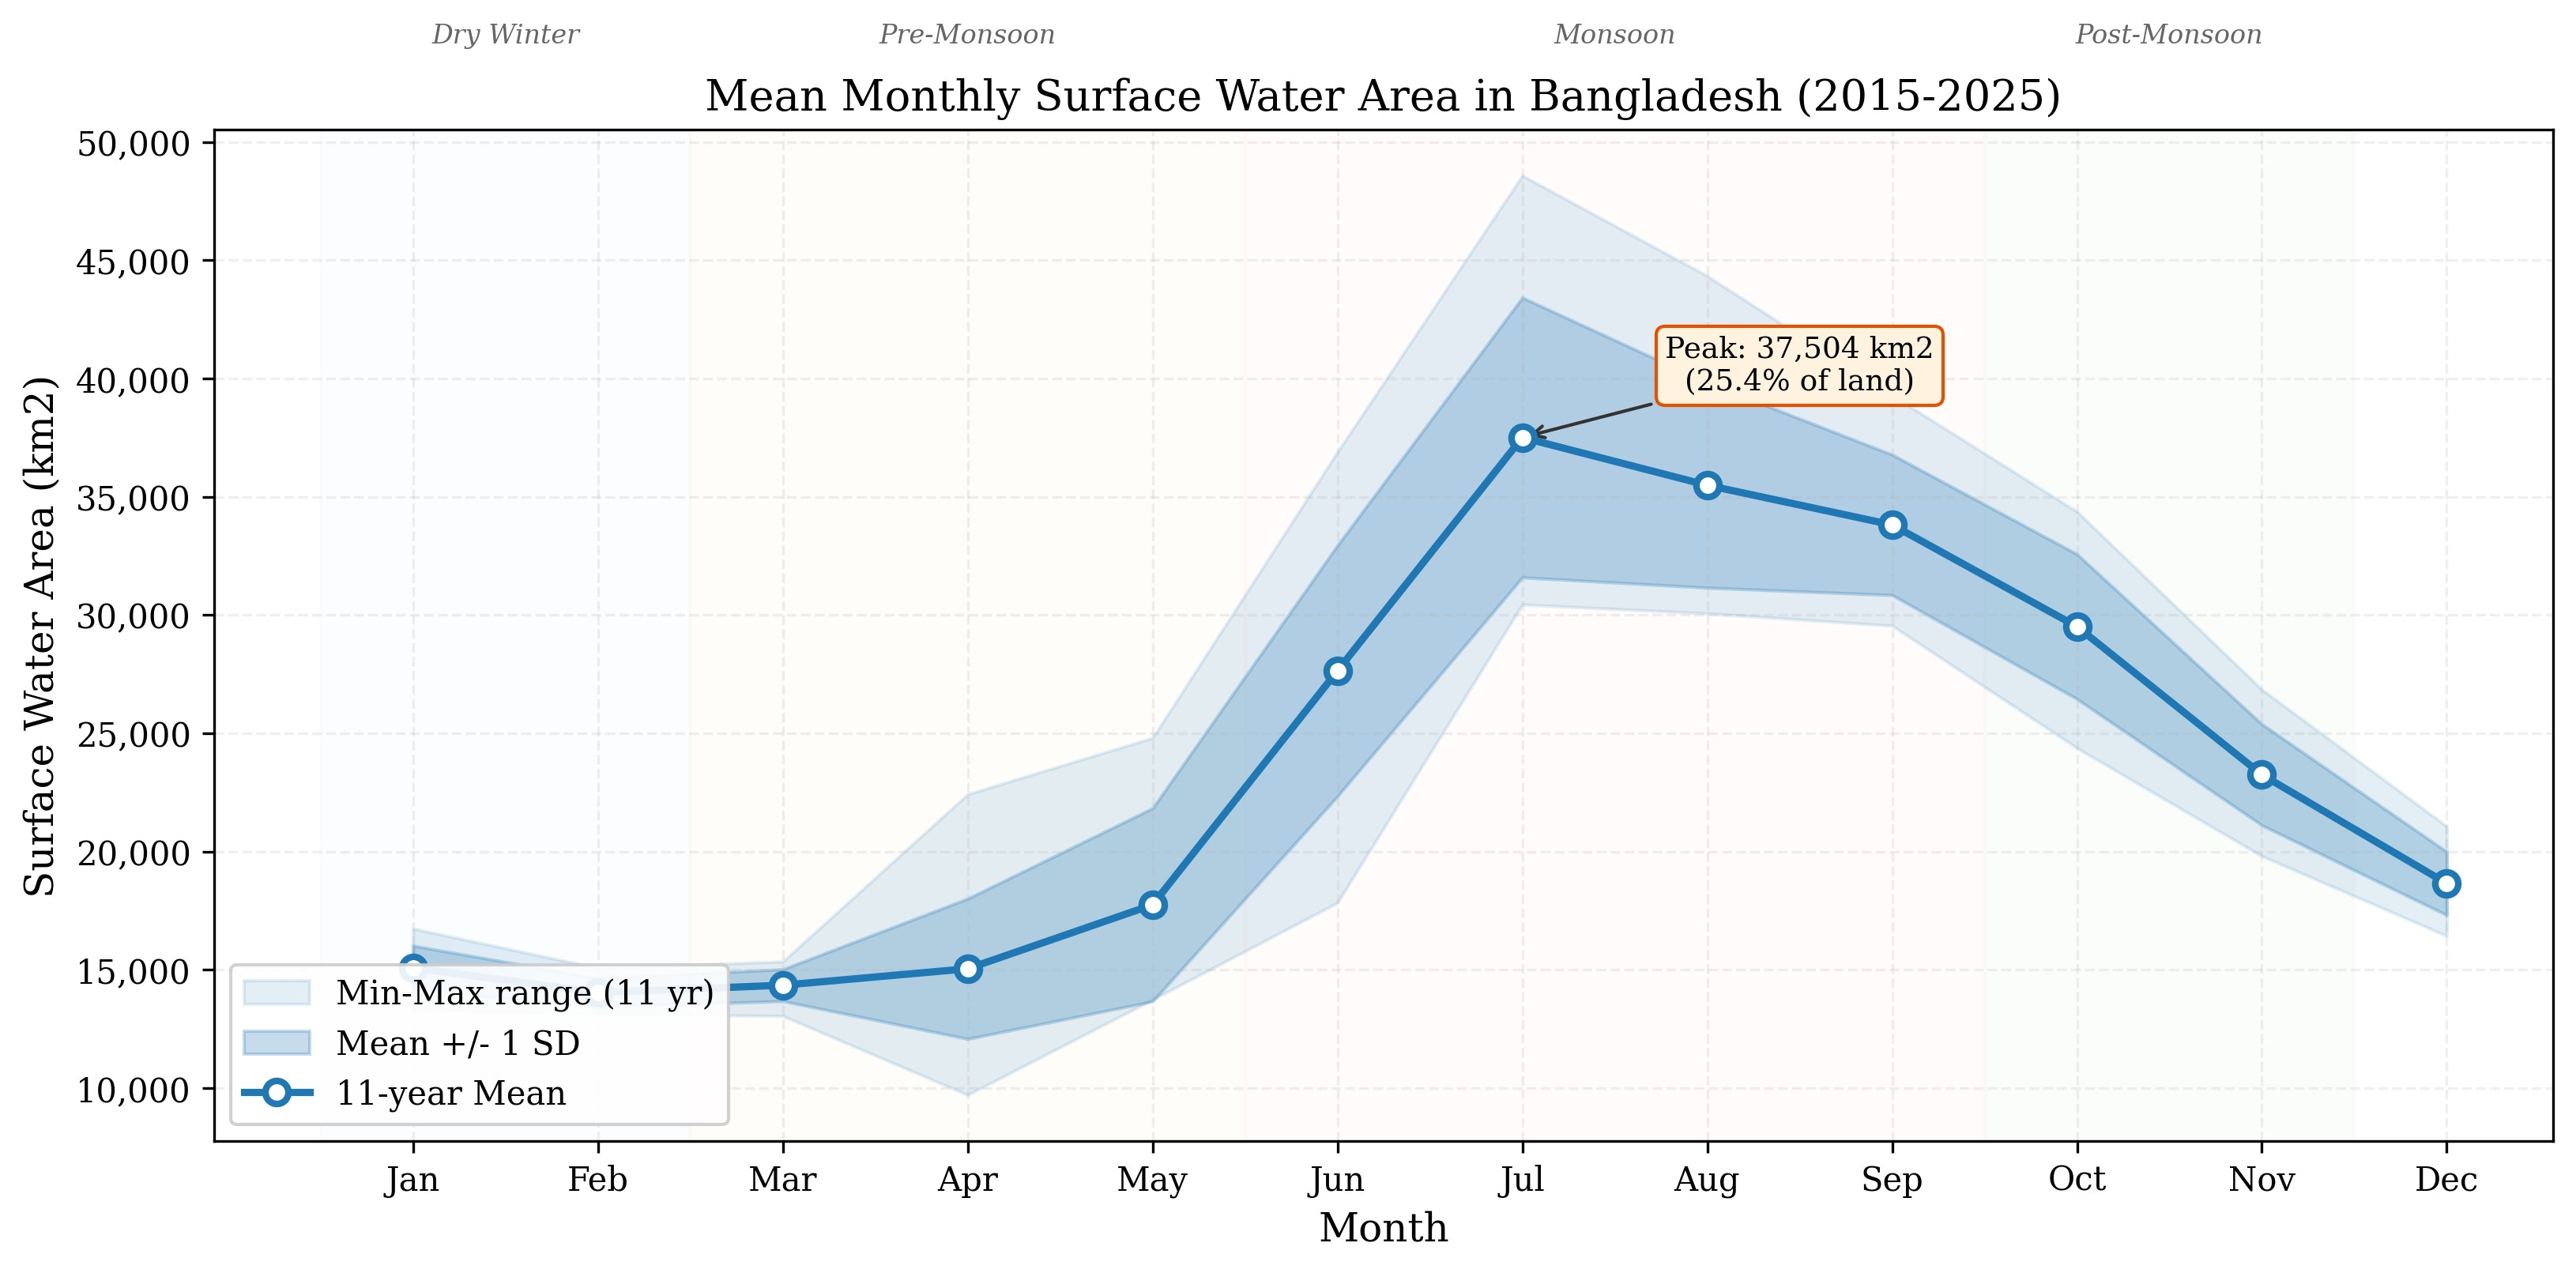 Dry Winter Pre-Monsoon Monsoon Post-Monsoon
Mean Monthly Surface Water Area in Bangladesh (2015-2025)
Surface Water Area (km2)
50,000
45,000
40,000
35,000
30,000
25,000
20,000
15,000
10,000
Peak: 37,504 km2
(25.4% of land)
Min-Max range (11 yr)
Mean +/- 1 SD
11-year Mean
Jan Feb Mar Apr May Jun Jul Aug Sep Oct Nov Dec
Month